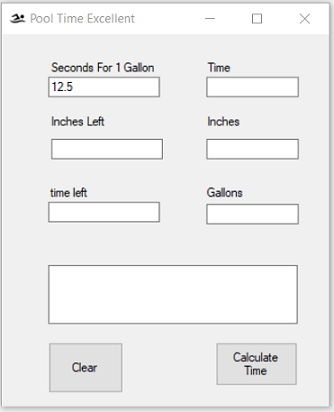 Pool Time Excellent
Seconds For 1 Gallon
Time
12.5
Inches Left
Inches
time left
Gallons
Clear
Calculate
Time